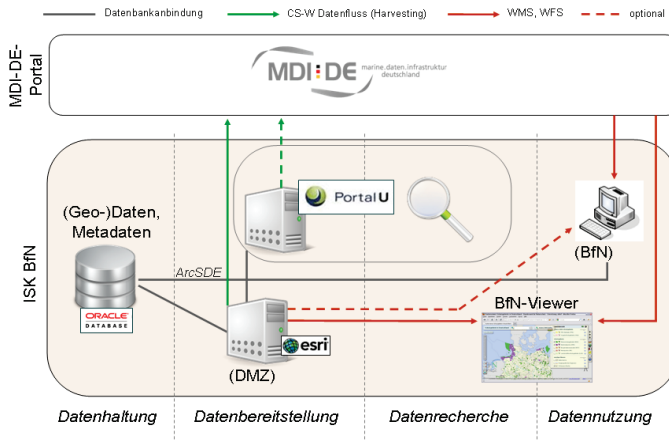 Datenbankanbindung
CS-W Datenfluss (Harvesting)
WMS, WFS
optional
MDI-DE-
Portal
MDI:DE
marine.daten.infrastruktur
deutschland
ISK BfN
(Geo-)Daten,
Metadaten
PortalU
ORACLE
DATABASE
ArcSDE
(BfN)
BfN-Viewer
esri
(DMZ)
Datenhaltung
Datenbereitstellung
Datenrecherche
Datennutzung